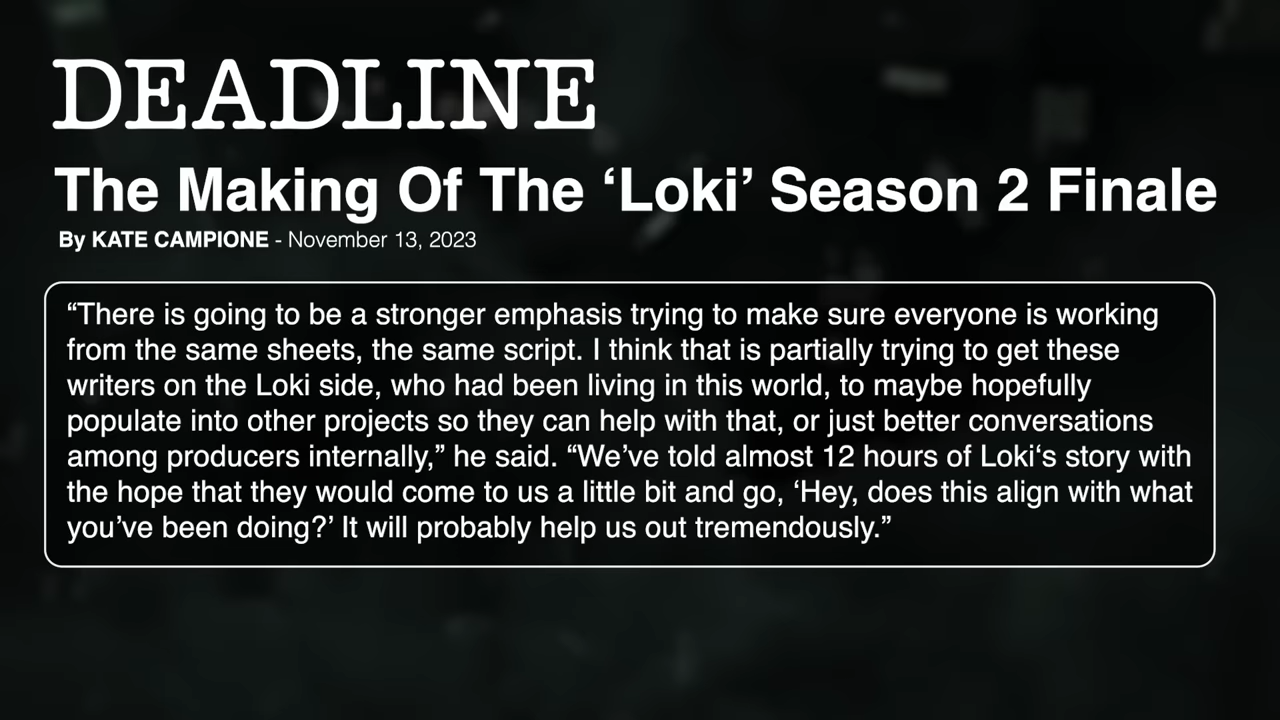 DEADLINE
The Making Of The ‘Loki’ Season 2 Finale
By KATE CAMPIONE - November 13, 2023
“There is going to be a stronger emphasis trying to make sure everyone is working
from the same sheets, the same script. I think that is partially trying to get these
writers on the Loki side, who had been living in this world, to maybe hopefully
populate into other projects so they can help with that, or just better conversations
among producers internally,” he said. “We’ve told almost 12 hours of Loki‘s story with
the hope that they would come to us a little bit and go, ‘Hey, does this align with what
you’ve been doing?’ It will probably help us out tremendously.”